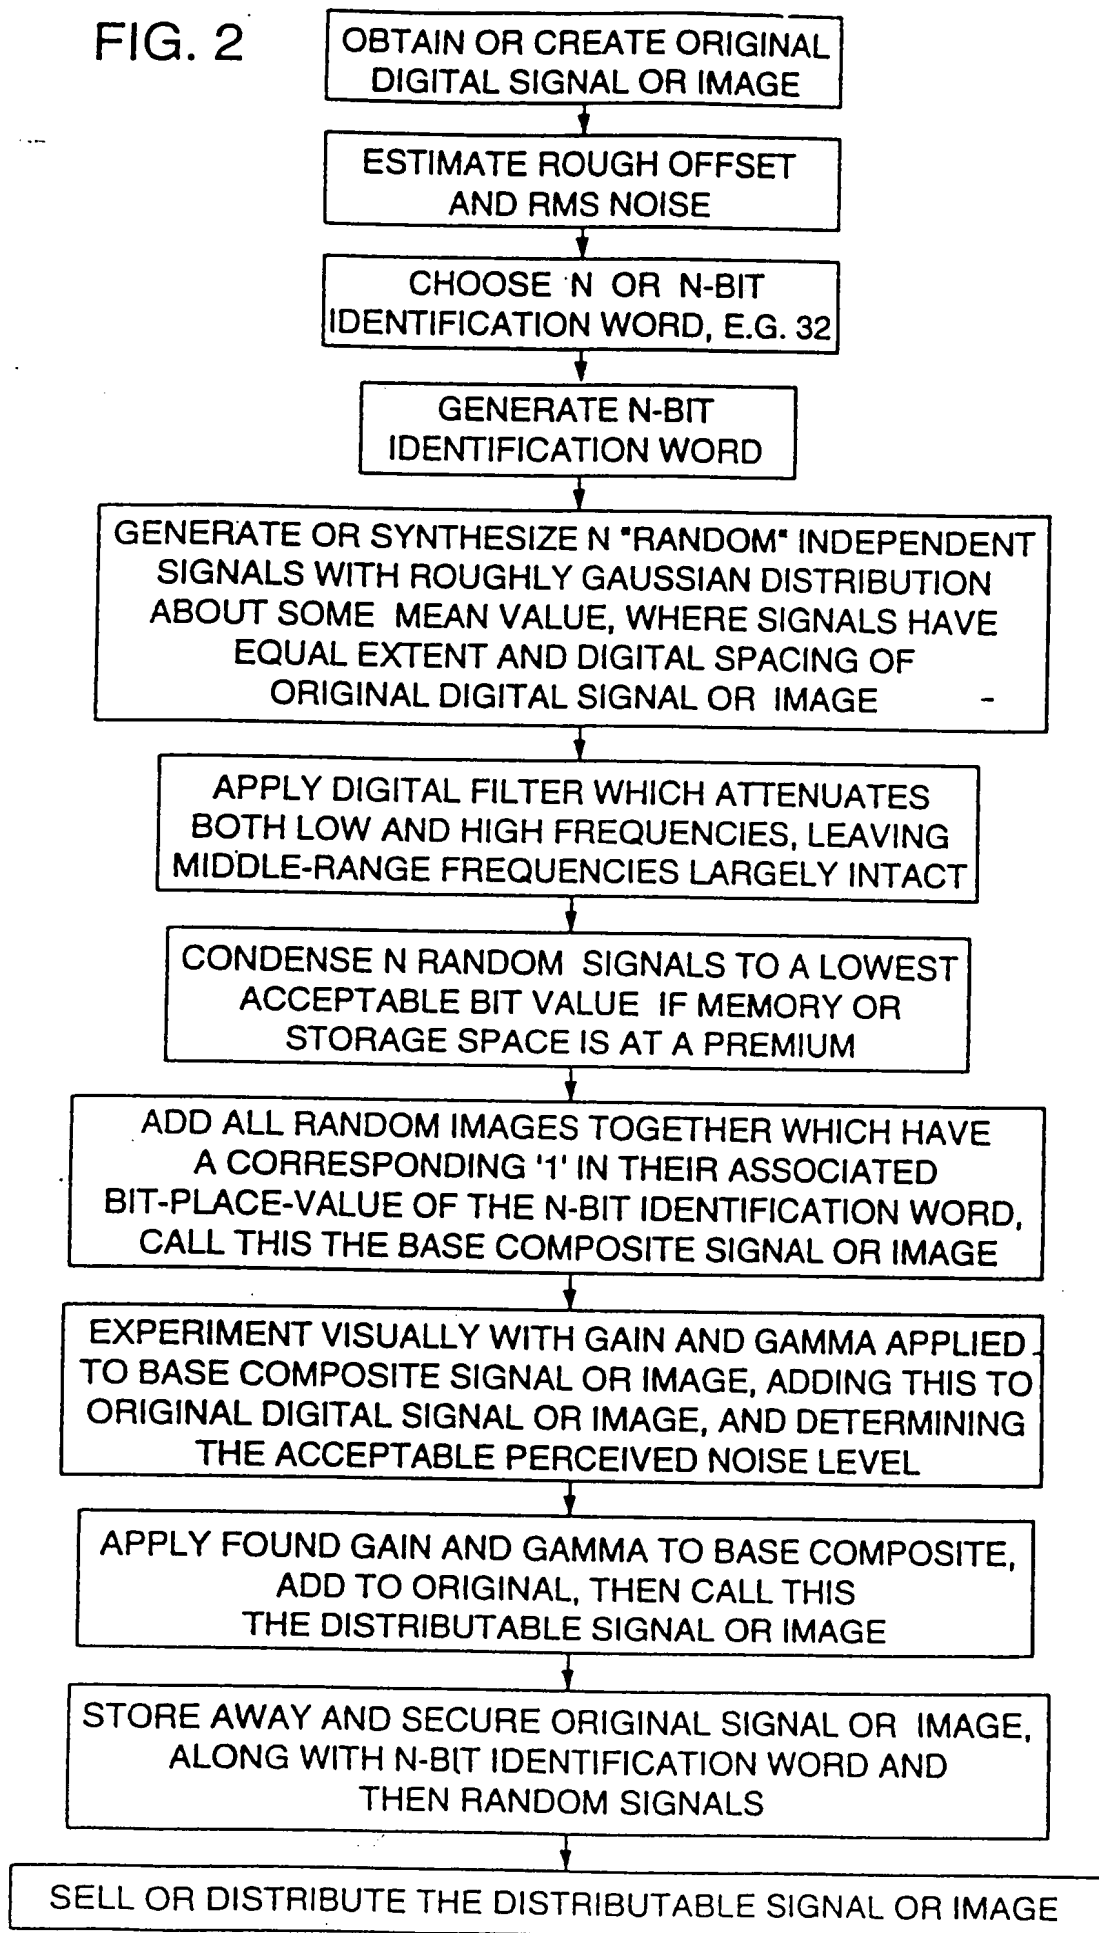 FIG. 2
OBTAIN OR CREATE ORIGINAL
DIGITAL SIGNAL OR IMAGE
ESTIMATE ROUGH OFFSET
AND RMS NOISE
CHOOSE N OR N-BIT
IDENTIFICATION WORD, E.G. 32
GENERATE N-BIT
IDENTIFICATION WORD
GENERATE OR SYNTHESIZE N "RANDOM" INDEPENDENT
SIGNALS WITH ROUGHLY GAUSSIAN DISTRIBUTION
ABOUT SOME MEAN VALUE, WHERE SIGNALS HAVE
EQUAL EXTENT AND DIGITAL SPACING OF
ORIGINAL DIGITAL SIGNAL OR IMAGE
APPLY DIGITAL FILTER WHICH ATTENUATES
BOTH LOW AND HIGH FREQUENCIES, LEAVING
MIDDLE-RANGE FREQUENCIES LARGELY INTACT
CONDENSE N RANDOM SIGNALS TO A LOWEST
ACCEPTABLE BIT VALUE IF MEMORY OR
STORAGE SPACE IS AT A PREMIUM
ADD ALL RANDOM IMAGES TOGETHER WHICH HAVE
A CORRESPONDING '1' IN THEIR ASSOCIATED
BIT-PLACE-VALUE OF THE N-BIT IDENTIFICATION WORD,
CALL THIS THE BASE COMPOSITE SIGNAL OR IMAGE
EXPERIMENT VISUALLY WITH GAIN AND GAMMA APPLIED
TO BASE COMPOSITE SIGNAL OR IMAGE, ADDING THIS TO
ORIGINAL DIGITAL SIGNAL OR IMAGE, AND DETERMINING
THE ACCEPTABLE PERCEIVED NOISE LEVEL
APPLY FOUND GAIN AND GAMMA TO BASE COMPOSITE,
ADD TO ORIGINAL, THEN CALL THIS
THE DISTRIBUTABLE SIGNAL OR IMAGE
STORE AWAY AND SECURE ORIGINAL SIGNAL OR IMAGE,
ALONG WITH N-BIT IDENTIFICATION WORD AND
THEN RANDOM SIGNALS
SELL OR DISTRIBUTE THE DISTRIBUTABLE SIGNAL OR IMAGE